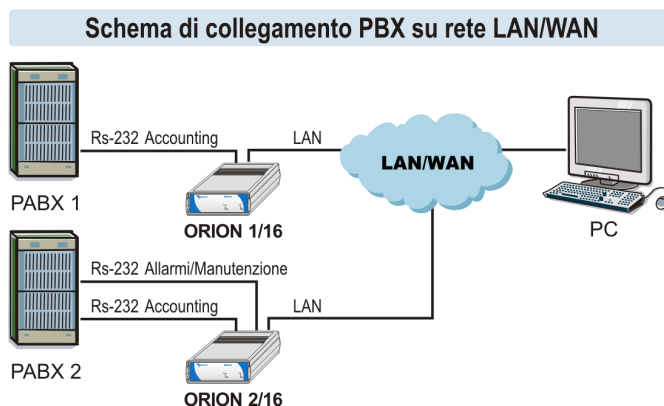 Schema di collegamento PBX su rete LAN/WAN
Rs-232 Accounting
LAN
LAN/WAN
PABX 1
ORION 1/16
PC
Rs-232 Allarmi/Manutenzione
Rs-232 Accounting
LAN
PABX 2
ORION 2/16